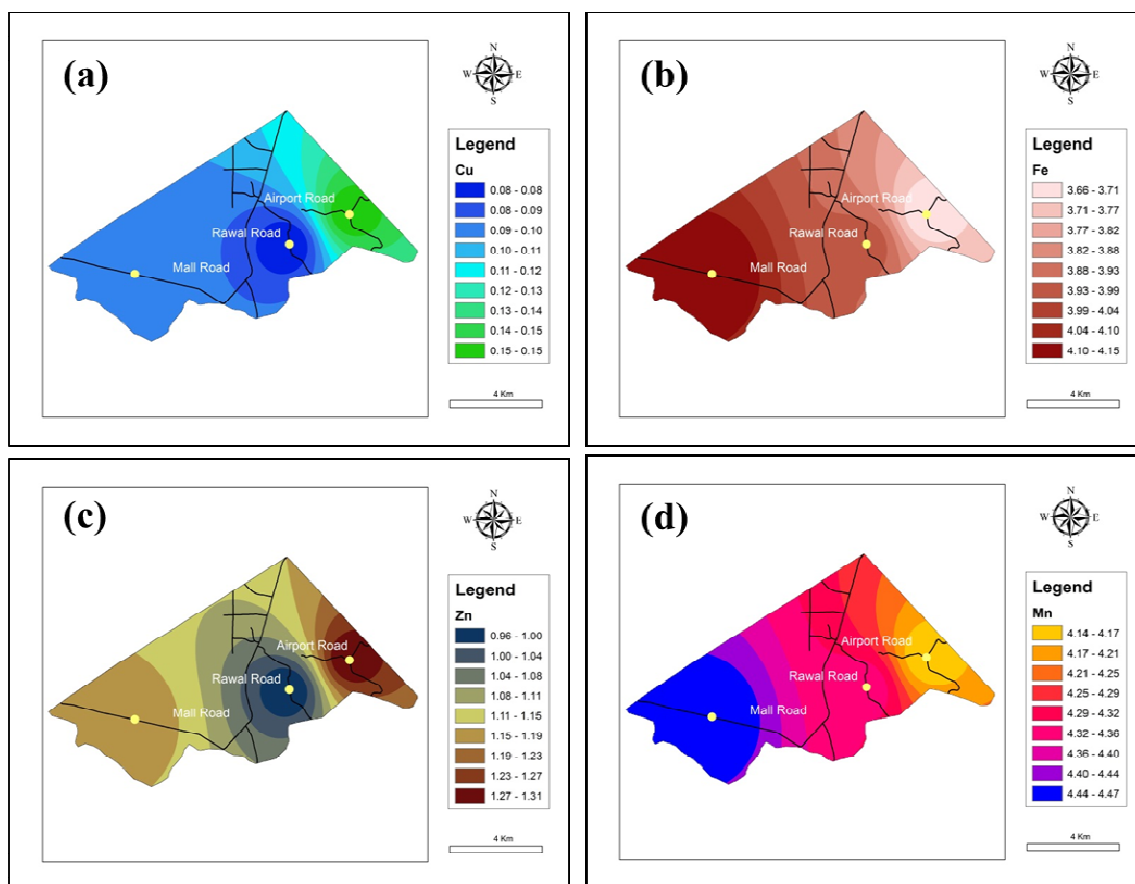 (a)
N
W E
S
Legend
Cu
0.08 - 0.08
0.08 - 0.09
0.09 - 0.10
0.10 - 0.11
0.11 - 0.12
0.12 - 0.13
0.13 - 0.14
0.14 - 0.15
0.15 - 0.15
Airport Road
Rawal Road
Mall Road
4 Km
(b)
N
W E
S
Legend
Fe
3.66 - 3.71
3.71 - 3.77
3.77 - 3.82
3.82 - 3.88
3.88 - 3.93
3.93 - 3.99
3.99 - 4.04
4.04 - 4.10
4.10 - 4.15
Airport Road
Rawal Road
Mall Road
4 Km
(c)
N
W E
S
Legend
Zn
0.96 - 1.00
1.00 - 1.04
1.04 - 1.08
1.08 - 1.11
1.11 - 1.15
1.15 - 1.19
1.19 - 1.23
1.23 - 1.27
1.27 - 1.31
Airport Road
Rawal Road
Mall Road
4 Km
(d)
N
W E
S
Legend
Mn
4.14 - 4.17
4.17 - 4.21
4.21 - 4.25
4.25 - 4.29
4.29 - 4.32
4.32 - 4.36
4.36 - 4.40
4.40 - 4.44
4.44 - 4.47
Airport Road
Rawal Road
Mall Road
4 Km